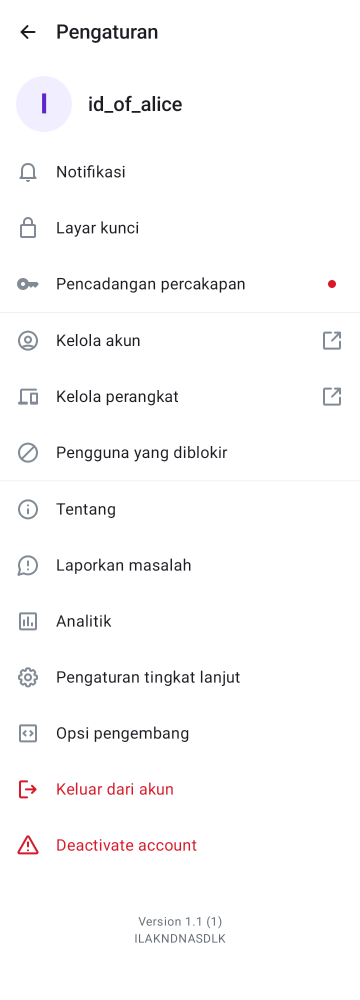 Pengaturan
I
id_of_alice
Notifikasi
Layar kunci
Pencadangan percakapan
Kelola akun
Kelola perangkat
Pengguna yang diblokir
Tentang
Laporkan masalah
Analitik
Pengaturan tingkat lanjut
Opsi pengembang
Keluar dari akun
Deactivate account
Version 1.1 (1)
ILAKNDNASDLK